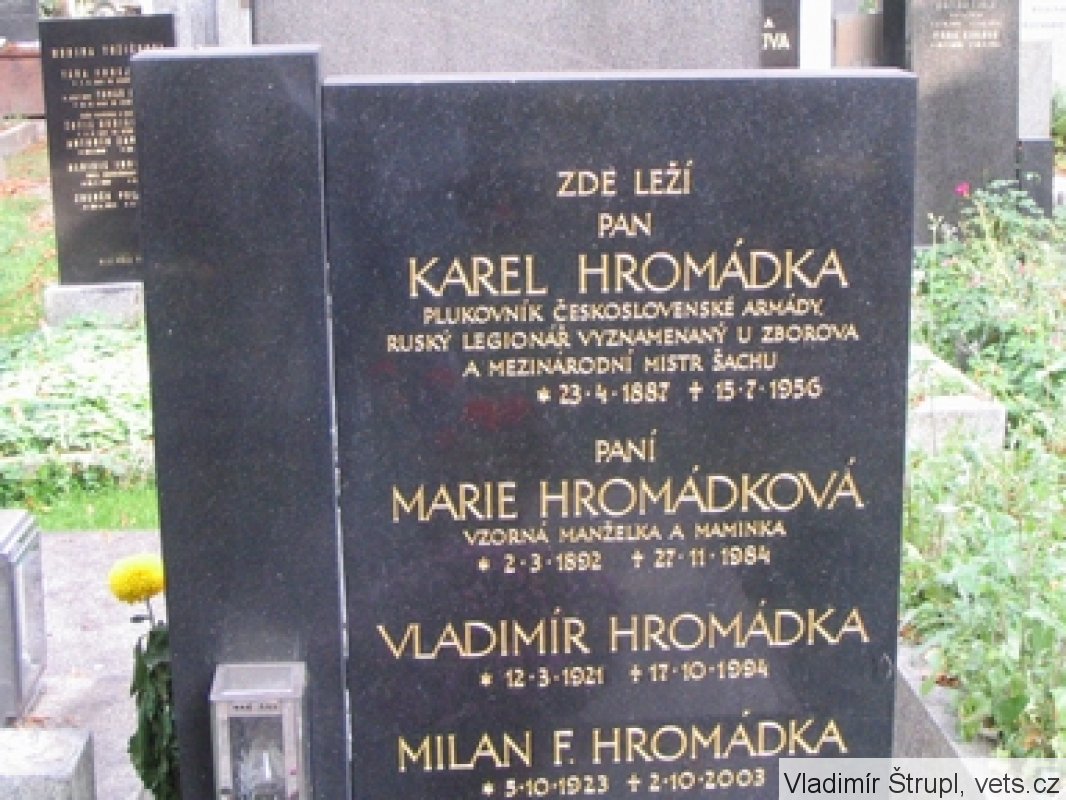 ZDE LEŽÍ
PAN
KAREL HROMÁDKA
PLUKOVNÍK ČESKOSLOVENSKÉ ARMÁDY,
RUSKÝ LEGIONÁŘ VYZNAMENANÝ U ZBOROVA
A MEZINÁRODNÍ MISTR ŠACHU
* 23·4·1887 + 15·7·1956
PANÍ
MARIE HROMÁDKOVÁ
VZORNÁ MANŽELKA A MAMINKA
* 2·3·1892 + 27·11·1984
VLADIMÍR HROMÁDKA
* 12·3·1921 + 17·10·1994
MILAN F. HROMÁDKA
* 5·10·1923 + 2·10·2003
Vladimír Štrupl, vets.cz